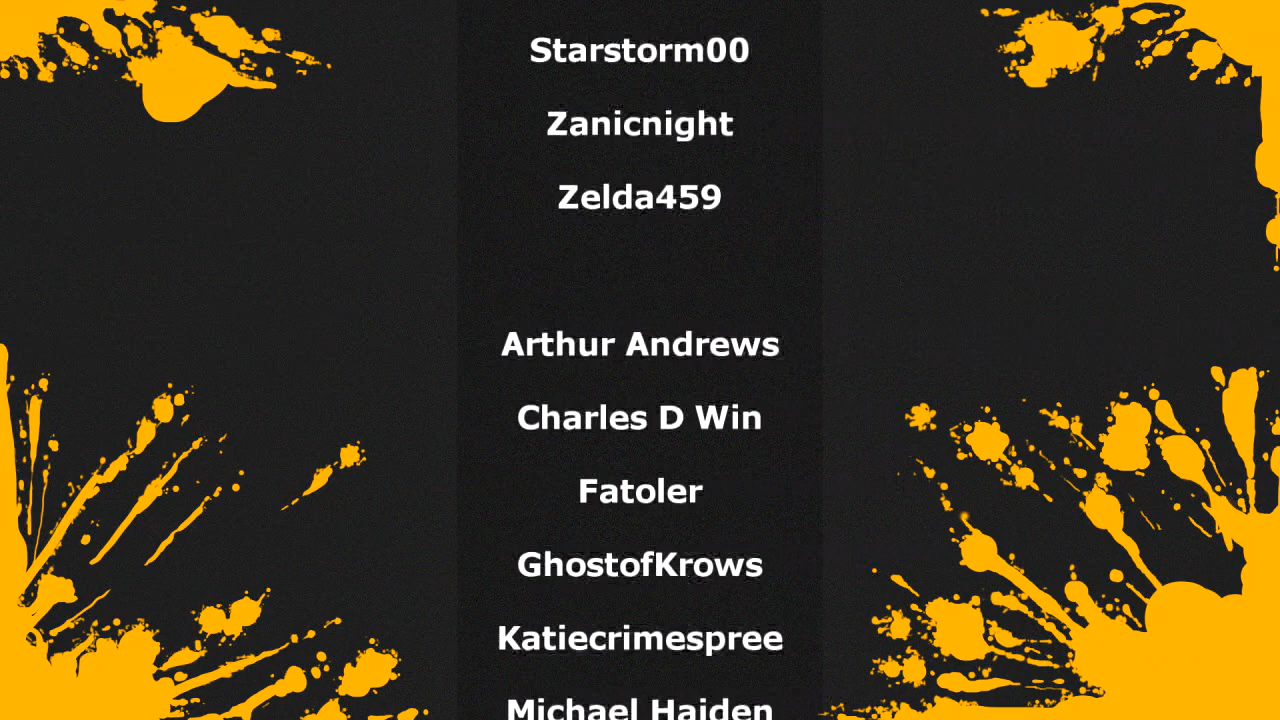 Starstorm00
Zanicnight
Zelda459
Arthur Andrews
Charles D Win
Fatoler
GhostofKrows
Katiecrimespree
Michael Haiden